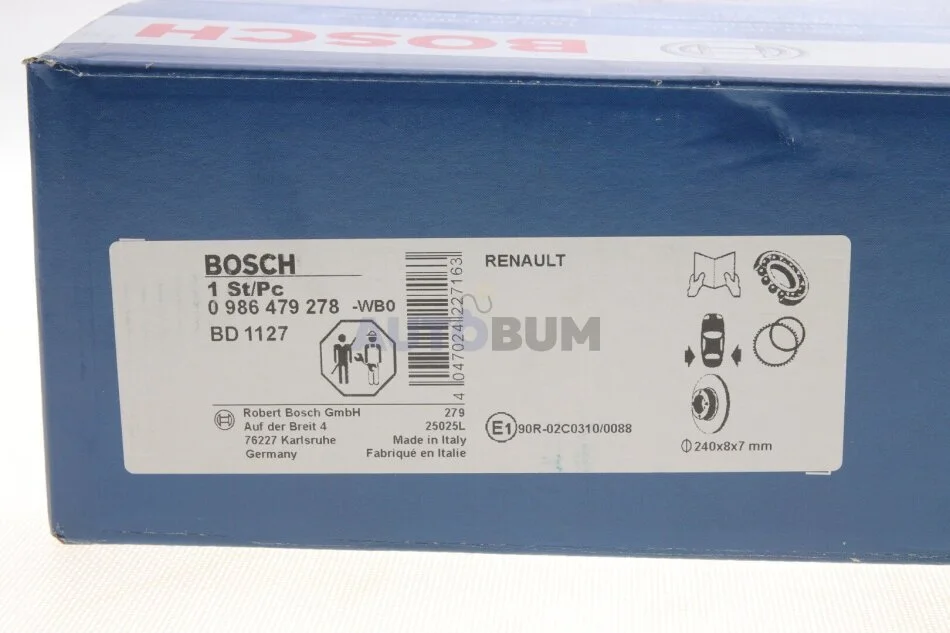 BOSCH
BOSCH
1 St/Pc
0 986 479 278 -WB0
BD 1127
4 047024 227163
RENAULT
AUTOBUM
Robert Bosch GmbH
Auf der Breit 4
76227 Karlsruhe
Germany
279
25025L
Made in Italy
Fabriqué en Italie
E1 90R-02C0310/0088
240x8x7 mm